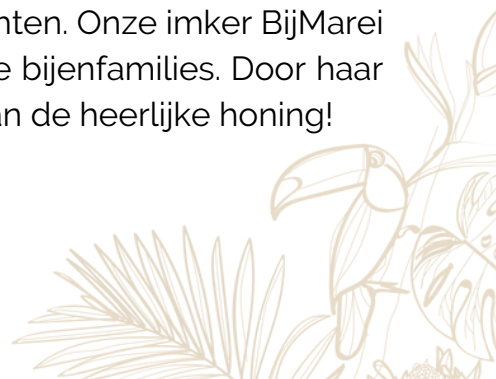 nten. Onze imker BijMarei
e bijenfamilies. Door haar
an de heerlijke honing!